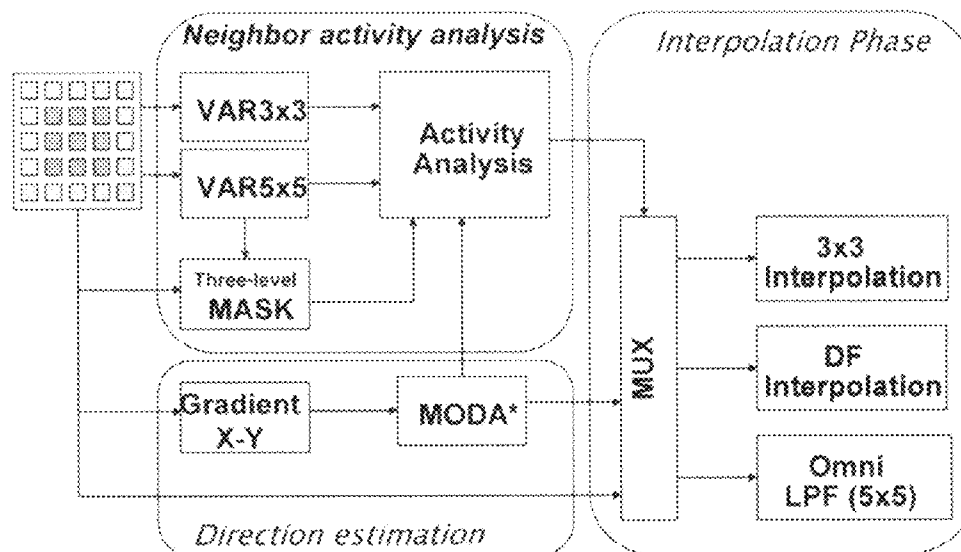 Neighbor activity analysis
Interpolation Phase
VAR3x3
VAR5x5
Activity
Analysis
Three-level
MASK
MUX
3x3
Interpolation
DF
Interpolation
Omni
LPF (5x5)
Gradient
X-Y
MODA*
Direction estimation